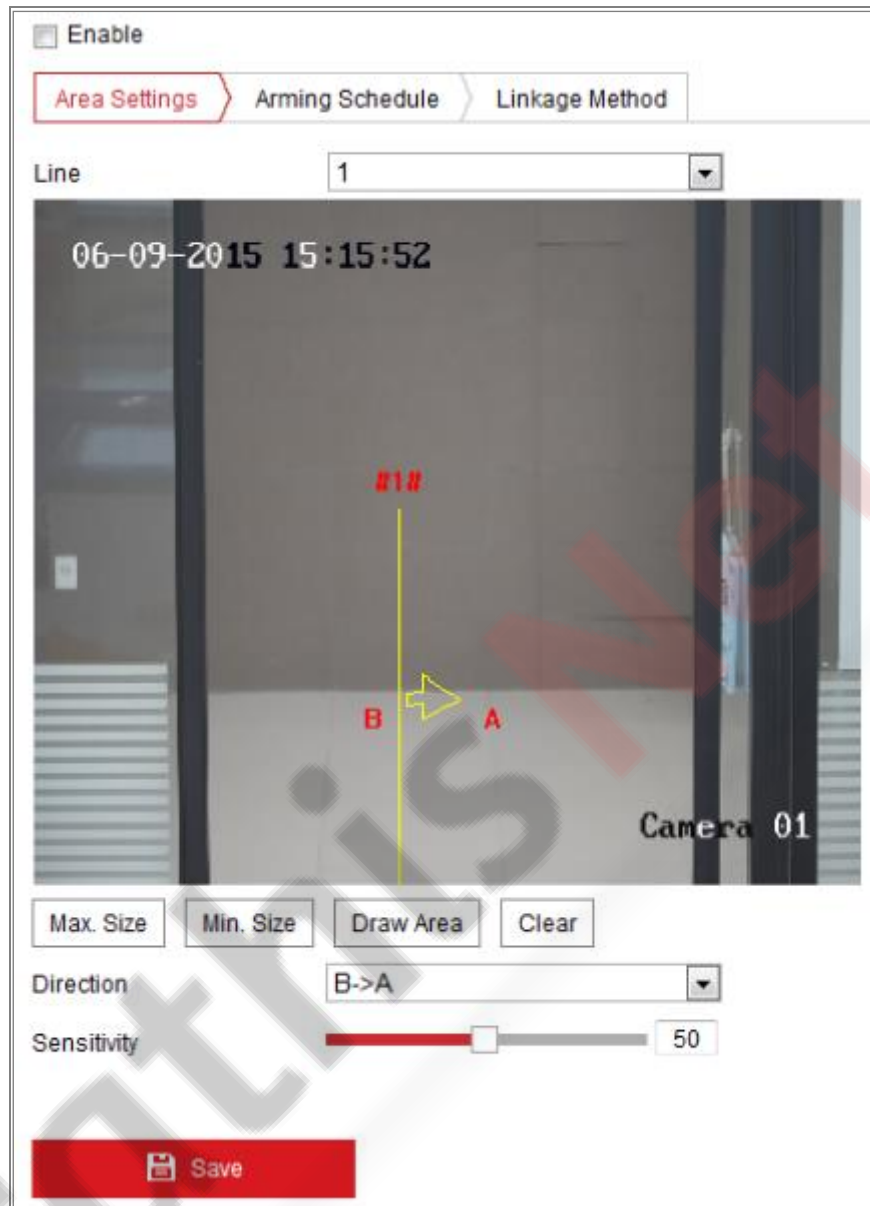 Enable
Area Settings
Arming Schedule
Linkage Method
Line
1
06-09-2015 15:15:52
#1#
B
A
Camera 01
Max. Size
Min. Size
Draw Area
Clear
Direction
B->A
Sensitivity
50
Save